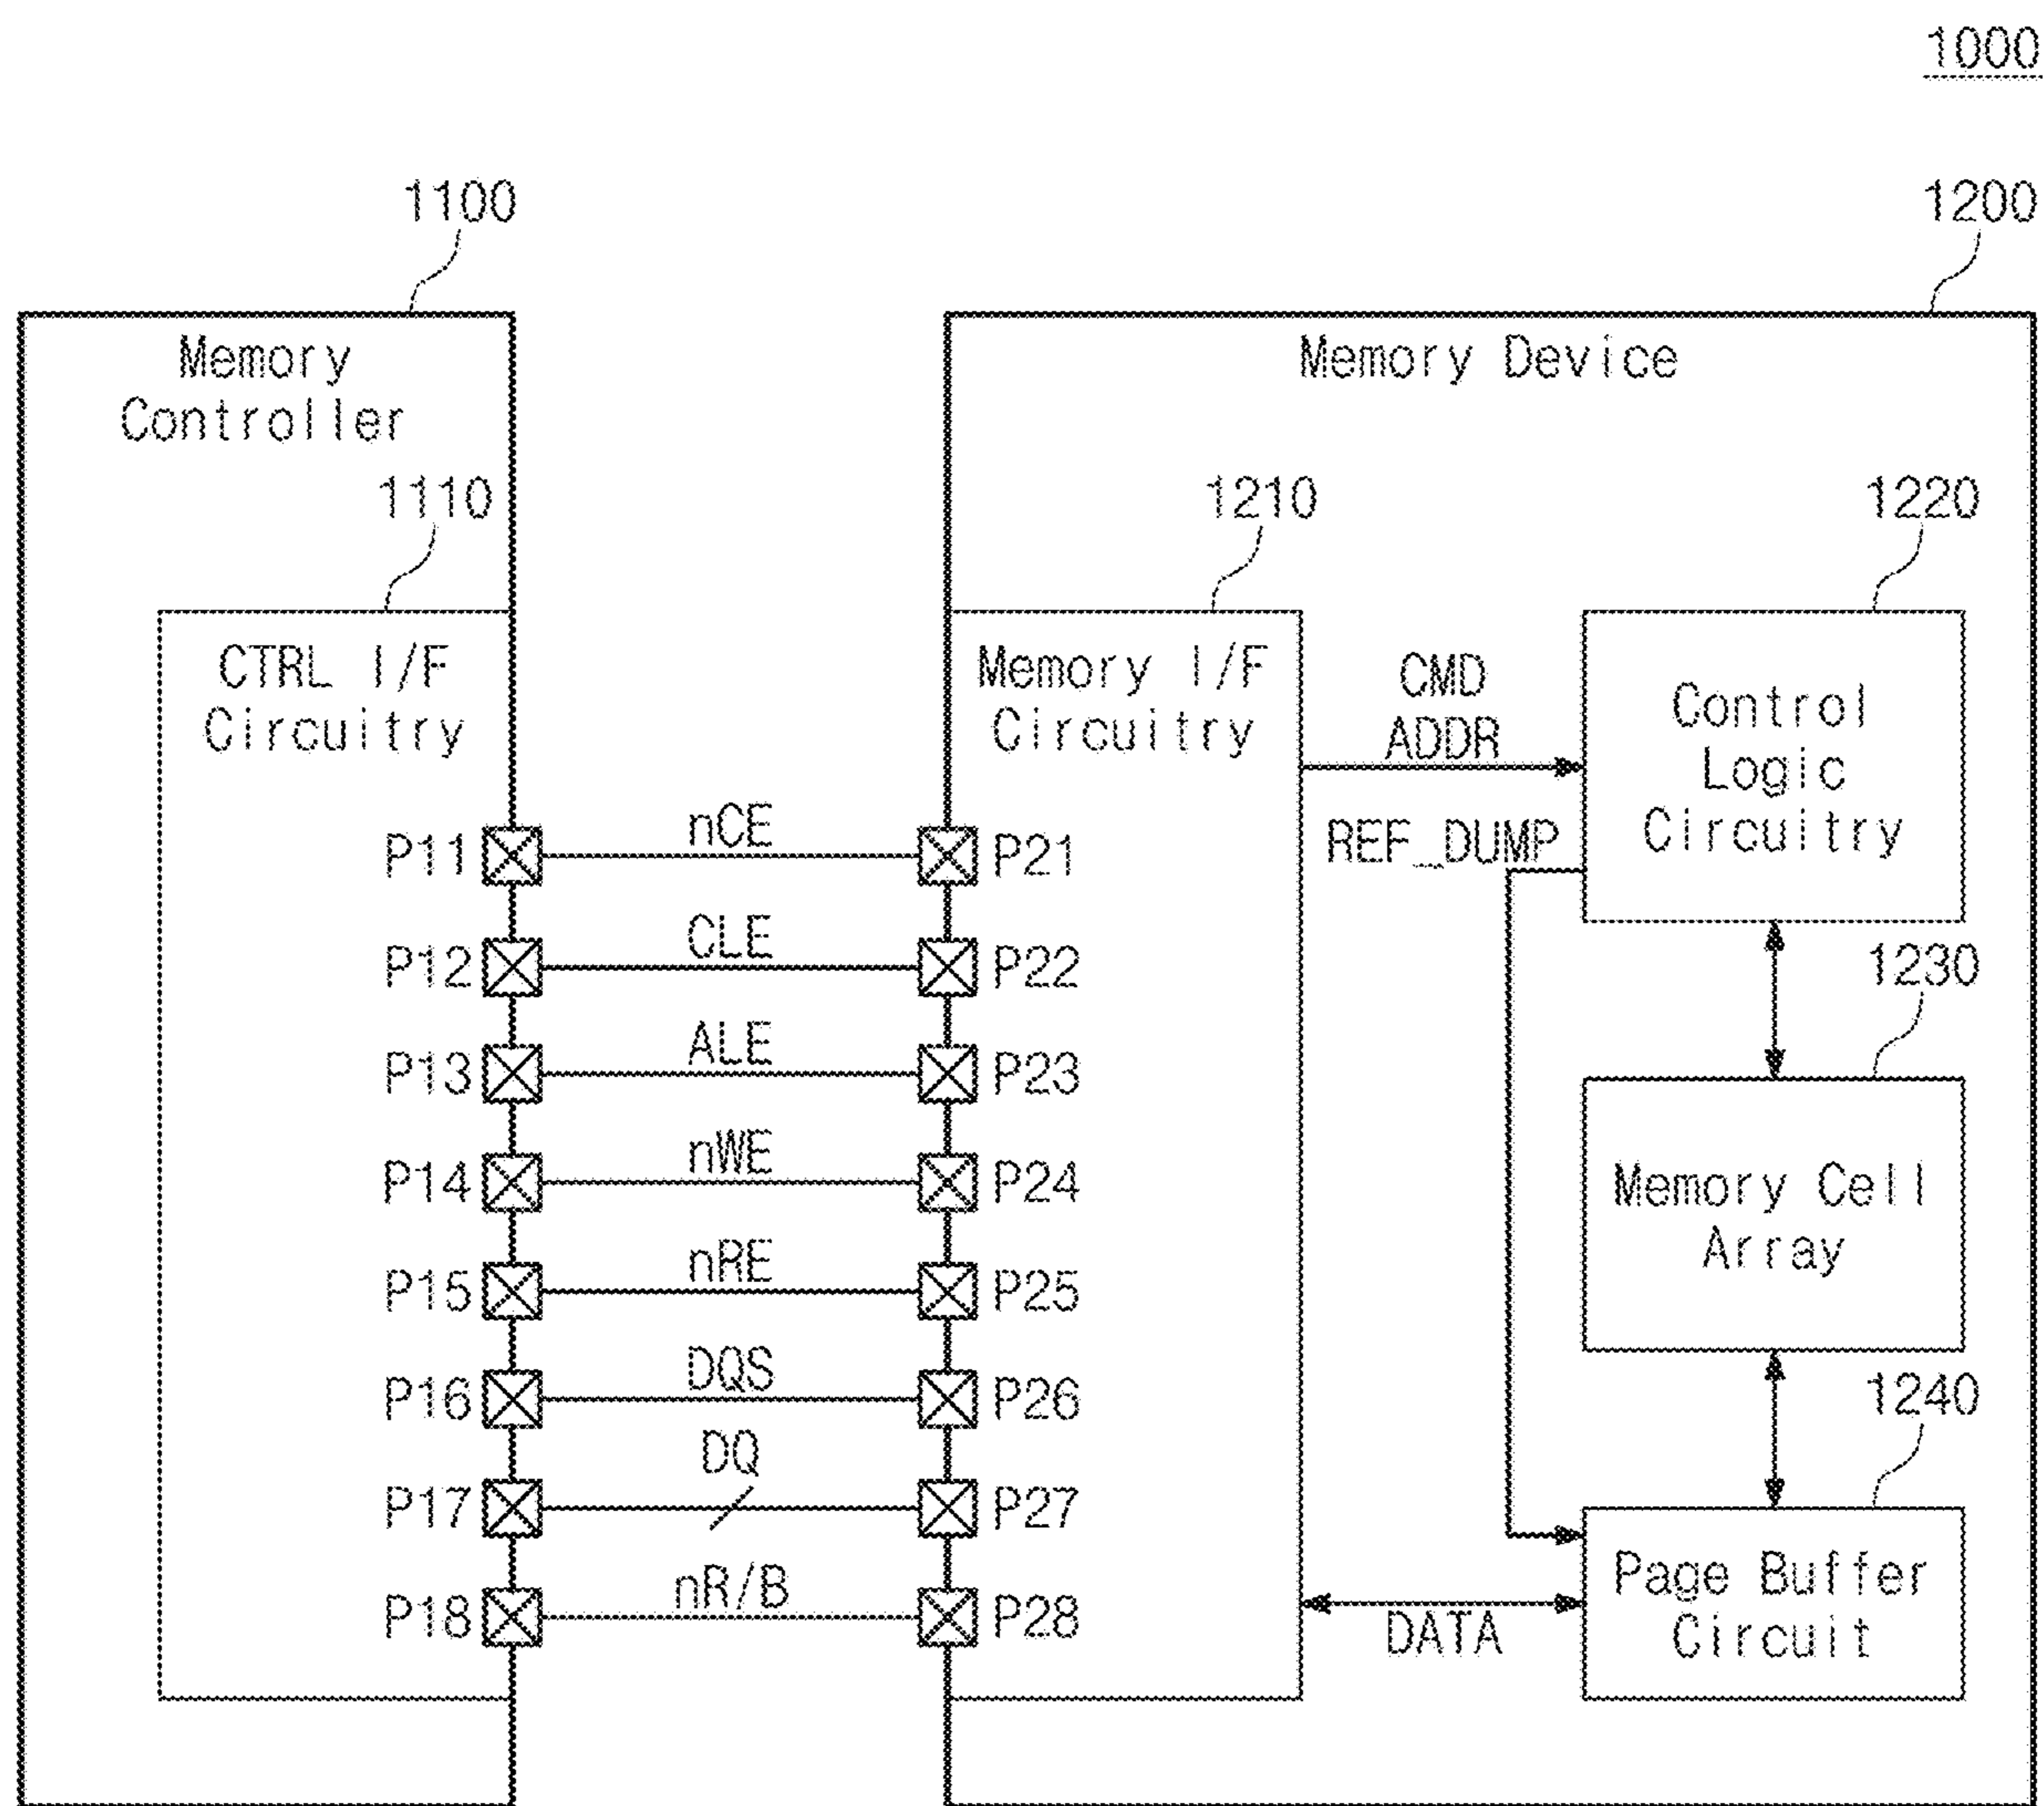 1000
1100
1200
Memory
Controller
Memory Device
1110
1210
1220
CTRL I/F
Circuitry
Memory I/F
Circuitry
CMD
ADDR
Control
Logic
Circuitry
REF_DUMP
P11
nCE
P21
P12
CLE
P22
1230
P13
ALE
P23
P14
nWE
P24
Memory Cell
Array
P15
nRE
P25
P16
DQS
P26
1240
P17
DQ
P27
P18
nR/B
P28
DATA
Page Buffer
Circuit